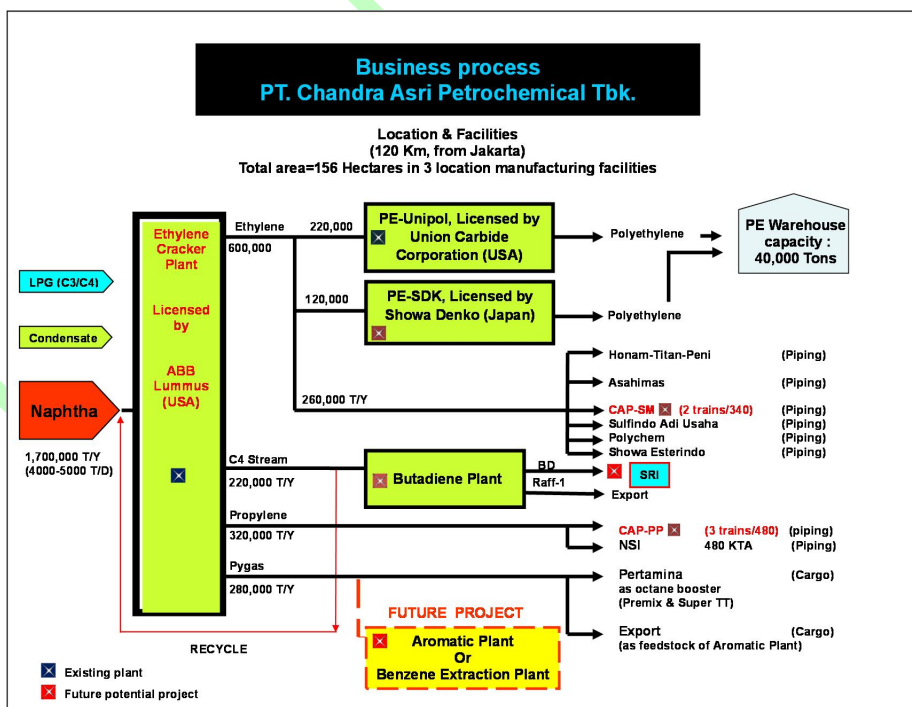 Business process
PT. Chandra Asri Petrochemical Tbk.
Location & Facilities
(120 Km, from Jakarta)
Total area=156 Hectares in 3 location manufacturing facilities
LPG (C3/C4)
Condensate
Naphtha
1,700,000 T/Y
(4000-5000 T/D)
Ethylene
Cracker
Plant
Licensed
by
ABB
Lummus
(USA)
Ethylene
600,000
220,000
PE-Unipol, Licensed by
Union Carbide
Corporation (USA)
Polyethylene
PE Warehouse
capacity :
40,000 Tons
120,000
PE-SDK, Licensed by
Showa Denko (Japan)
Polyethylene
260,000 T/Y
Honam-Titan-Peni (Piping)
Asahimas (Piping)
CAP-SM (2 trains/340) (Piping)
Sulfindo Adi Usaha (Piping)
Polychem (Piping)
Showa Esterindo (Piping)
C4 Stream
220,000 T/Y
Butadiene Plant
BD
Raff-1
SRI
Export
Propylene
320,000 T/Y
CAP-PP (3 trains/480) (piping)
NSI 480 KTA (Piping)
Pygas
280,000 T/Y
Pertamina (Cargo)
as octane booster
(Premix & Super TT)
Export (Cargo)
(as feedstock of Aromatic Plant)
FUTURE PROJECT
Aromatic Plant
Or
Benzene Extraction Plant
RECYCLE
Existing plant
Future potential project